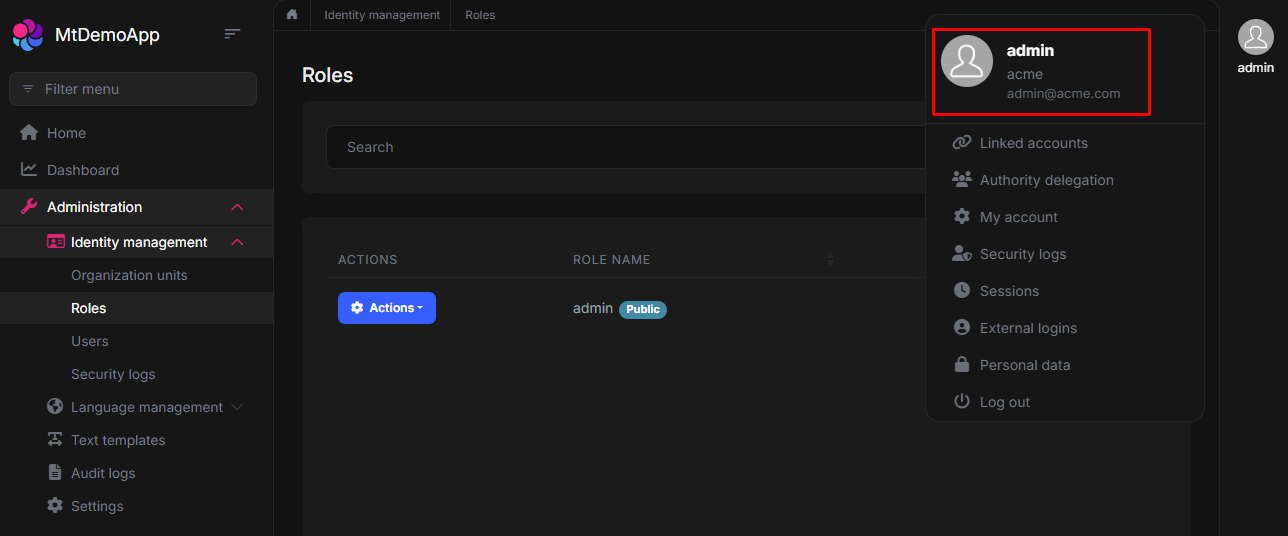 MtDemoApp
Filter menu
Home
Dashboard
Administration
Identity management
Organization units
Roles
Users
Security logs
Language management
Text templates
Audit logs
Settings
Identity management
Roles
Roles
Search
ACTIONS
ROLE NAME
Actions
admin Public
admin
acme
admin@acme.com
Linked accounts
Authority delegation
My account
Security logs
Sessions
External logins
Personal data
Log out
admin